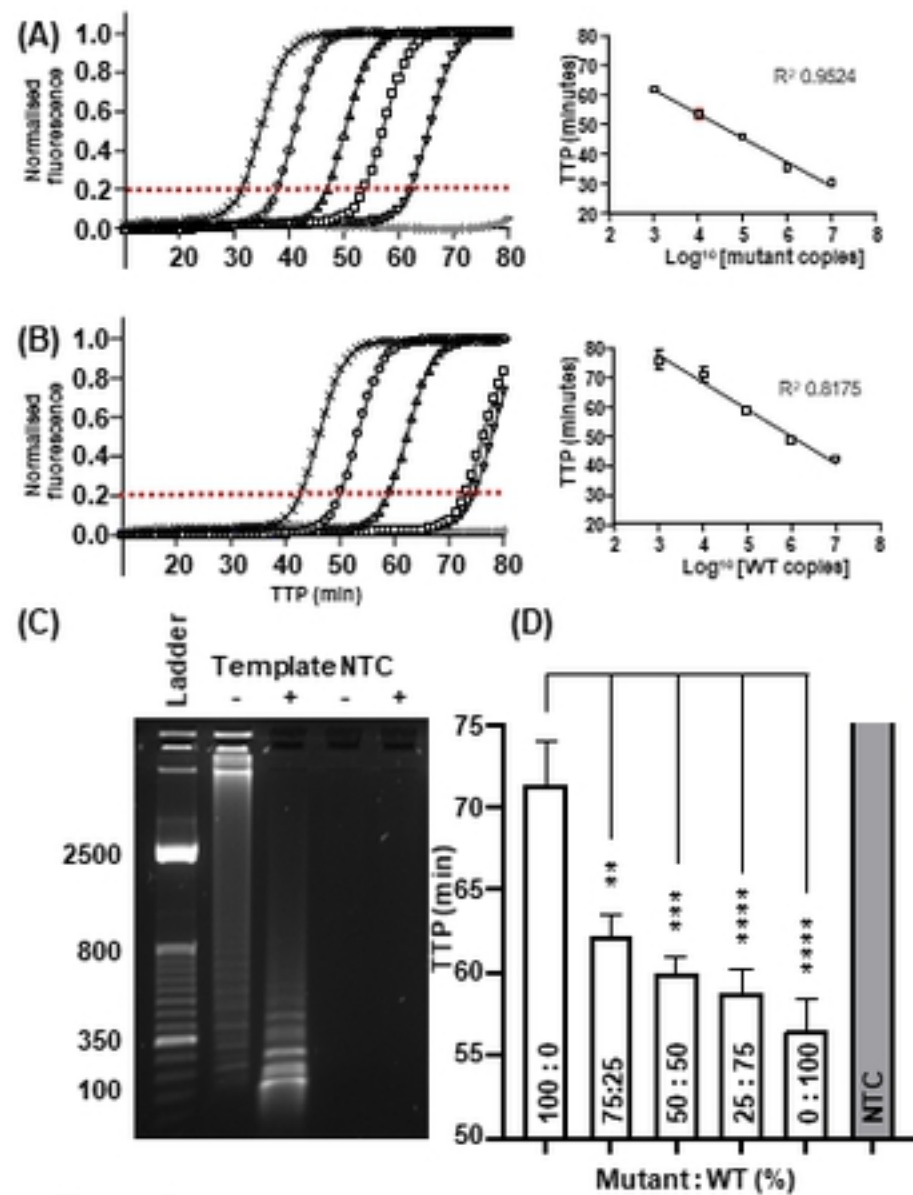 (A)
Normalised fluorescence
1.0
0.8
0.6
0.4
0.2
0.0
20 30 40 50 60 70 80
TTP (minutes)
80
70
60
50
40
30
20
R² 0.9524
2 3 4 5 6 7 8
Log¹⁰ [mutant copies]
(B)
Normalised fluorescence
1.0
0.8
0.6
0.4
0.2
0.0
20 30 40 50 60 70 80
TTP (min)
TTP (minutes)
80
70
60
50
40
30
20
R² 0.8175
2 3 4 5 6 7 8
Log¹⁰ [WT copies]
(C)
Ladder
Template NTC
- + - +
2500
800
350
100
(D)
TTP (min)
75
70
65
60
55
50
** *** **** ****
100 : 0
75:25
50 : 50
25 : 75
0 : 100
NTC
Mutant : WT (%)